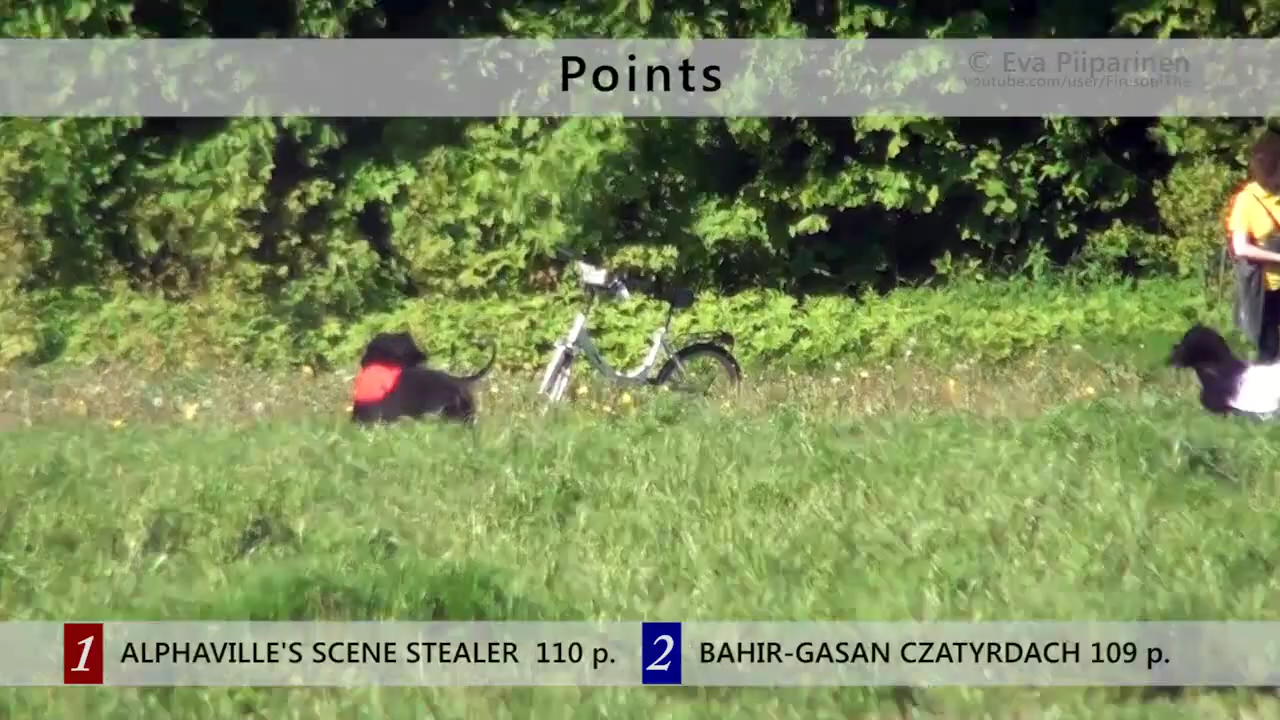 Points
© Eva Piiparinen
1 ALPHAVILLE'S SCENE STEALER 110 p. 2 BAHIR-GASAN CZATYRDACH 109 p.